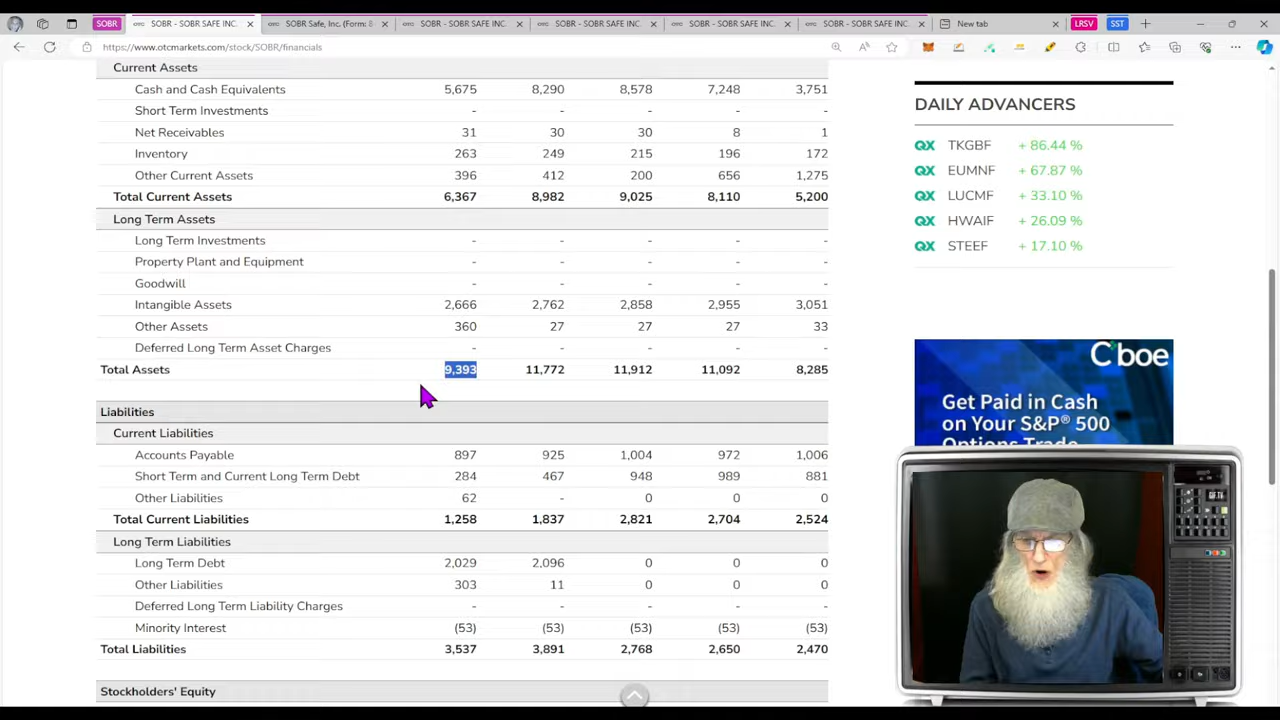 SOBR
SOBR - SOBR SAFE INC.
SOBR Safe, Inc. (Form: 8-
SOBR - SOBR SAFE INC.
SOBR - SOBR SAFE INC.
SOBR - SOBR SAFE INC.
SOBR - SOBR SAFE INC.
New tab
LRSV
SST
https://www.otcmarkets.com/stock/SOBR/financials
Current Assets
Cash and Cash Equivalents 5,675 8,290 8,578 7,248 3,751
Short Term Investments - - - - -
Net Receivables 31 30 30 8 1
Inventory 263 249 215 196 172
Other Current Assets 396 412 200 656 1,275
Total Current Assets 6,367 8,982 9,025 8,110 5,200
Long Term Assets
Long Term Investments - - - - -
Property Plant and Equipment - - - - -
Goodwill - - - - -
Intangible Assets 2,666 2,762 2,858 2,955 3,051
Other Assets 360 27 27 27 33
Deferred Long Term Asset Charges - - - - -
Total Assets 9,393 11,772 11,912 11,092 8,285
Liabilities
Current Liabilities
Accounts Payable 897 925 1,004 972 1,006
Short Term and Current Long Term Debt 284 467 948 989 881
Other Liabilities 62 - 0 0 0
Total Current Liabilities 1,258 1,837 2,821 2,704 2,524
Long Term Liabilities
Long Term Debt 2,029 2,096 0 0 0
Other Liabilities 303 11 0 0 0
Deferred Long Term Liability Charges - - - - -
Minority Interest (53) (53) (53) (53) (53)
Total Liabilities 3,537 3,891 2,768 2,650 2,470
Stockholders' Equity
DAILY ADVANCERS
QX TKGBF + 86.44 %
QX EUMNF + 67.87 %
QX LUCMF + 33.10 %
QX HWAIF + 26.09 %
QX STEEF + 17.10 %
Cboe
Get Paid in Cash
on Your S&P® 500
Options Trade